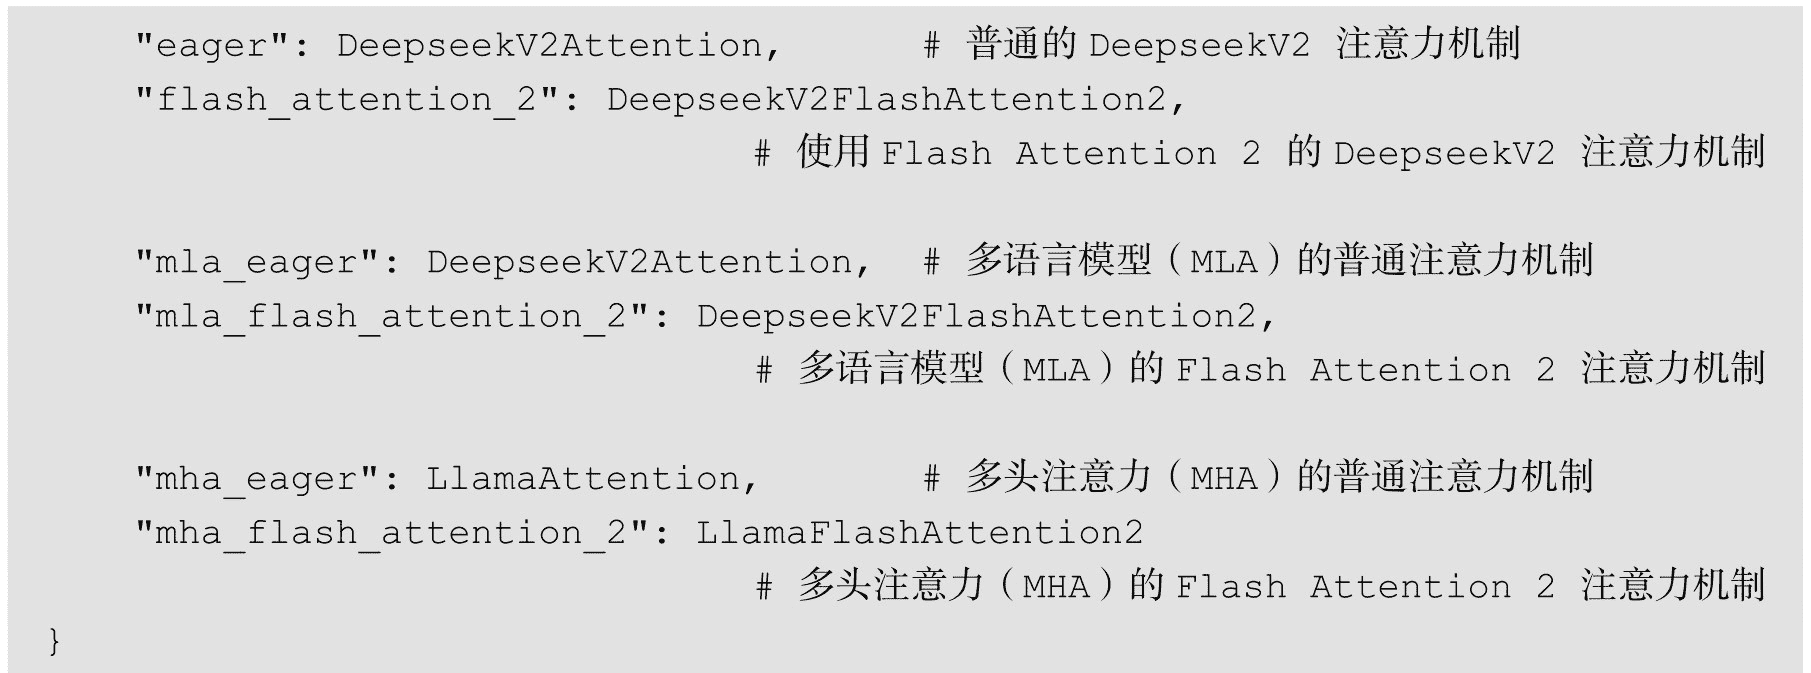 "eager": DeepseekV2Attention,      # 普通的 DeepseekV2 注意力机制
"flash_attention_2": DeepseekV2FlashAttention2,
# 使用 Flash Attention 2 的 DeepseekV2 注意力机制
"mla_eager": DeepseekV2Attention,  # 多语言模型（MLA）的普通注意力机制
"mla_flash_attention_2": DeepseekV2FlashAttention2,
# 多语言模型（MLA）的 Flash Attention 2 注意力机制
"mha_eager": LlamaAttention,       # 多头注意力（MHA）的普通注意力机制
"mha_flash_attention_2": LlamaFlashAttention2
# 多头注意力（MHA）的 Flash Attention 2 注意力机制
}